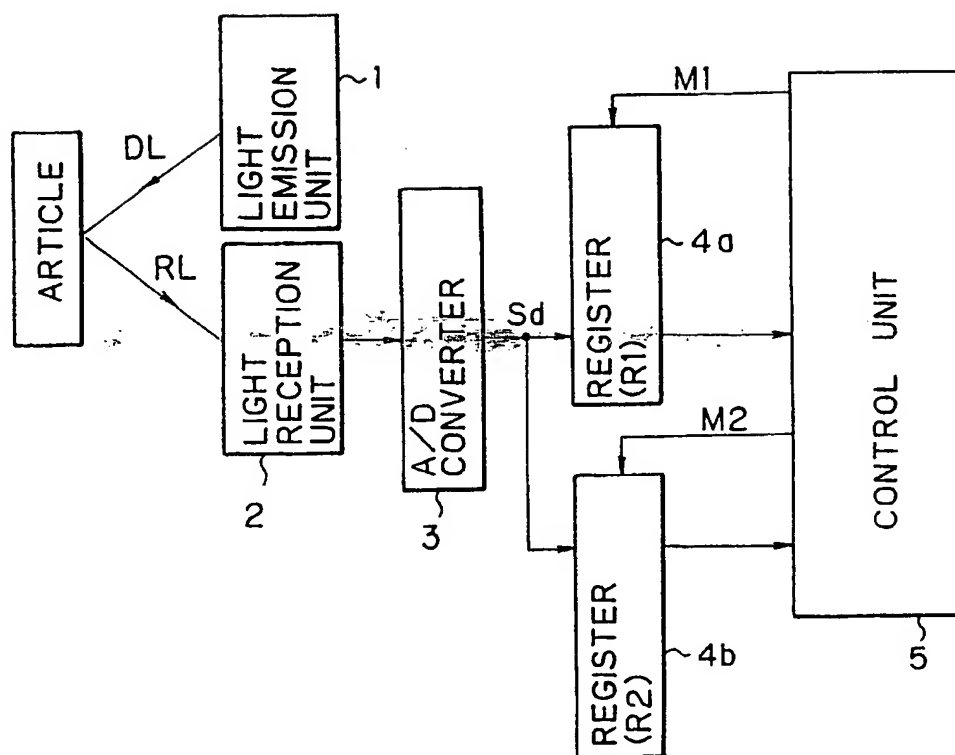 ARTICLE
DL
RL
LIGHT
EMISSION
UNIT
1
LIGHT
RECEPTION
UNIT
2
A/D
CONVERTER
3
Sd
REGISTER
(R1)
4a
M1
REGISTER
(R2)
4b
M2
CONTROL UNIT
5